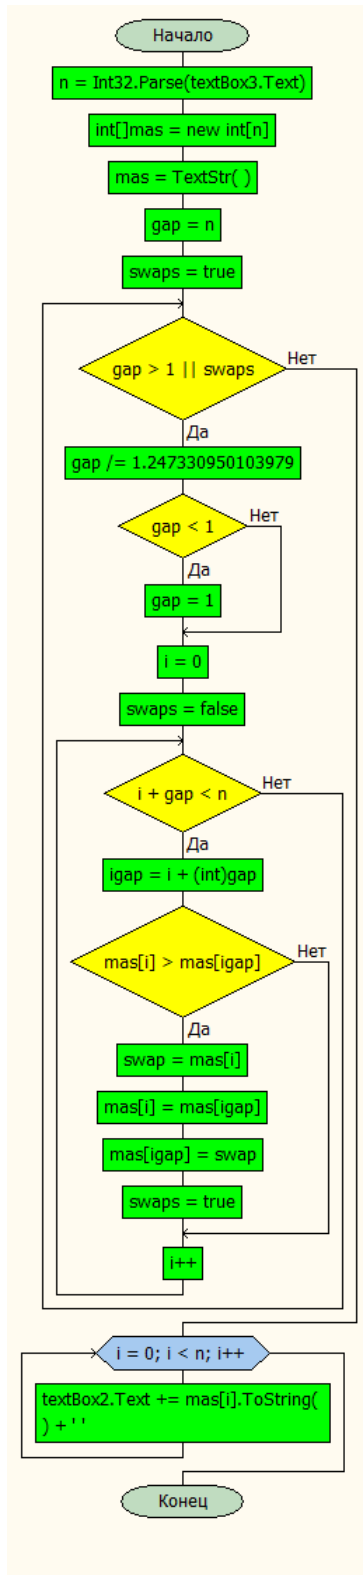 Начало
n = Int32.Parse(textBox3.Text)
int[]mas = new int[n]
mas = TextStr( )
gap = n
swaps = true
gap > 1 || swaps
Нет
Да
gap /= 1.247330950103979
gap < 1
Нет
Да
gap = 1
i = 0
swaps = false
i + gap < n
Нет
Да
igap = i + (int)gap
mas[i] > mas[igap]
Нет
Да
swap = mas[i]
mas[i] = mas[igap]
mas[igap] = swap
swaps = true
i++
i = 0; i < n; i++
textBox2.Text += mas[i].ToString(
) + ' '
Конец